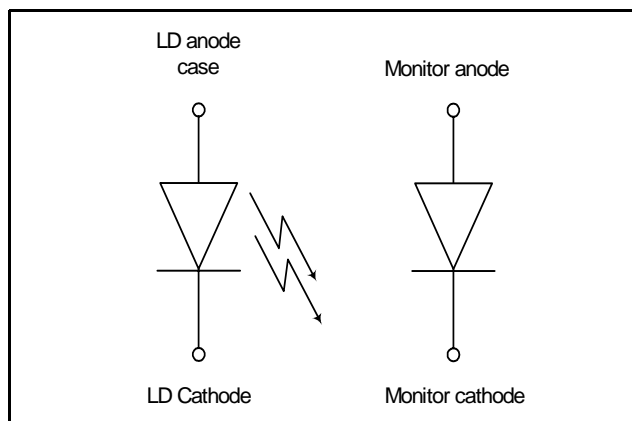 LD anode
case
Monitor anode
LD Cathode
Monitor cathode